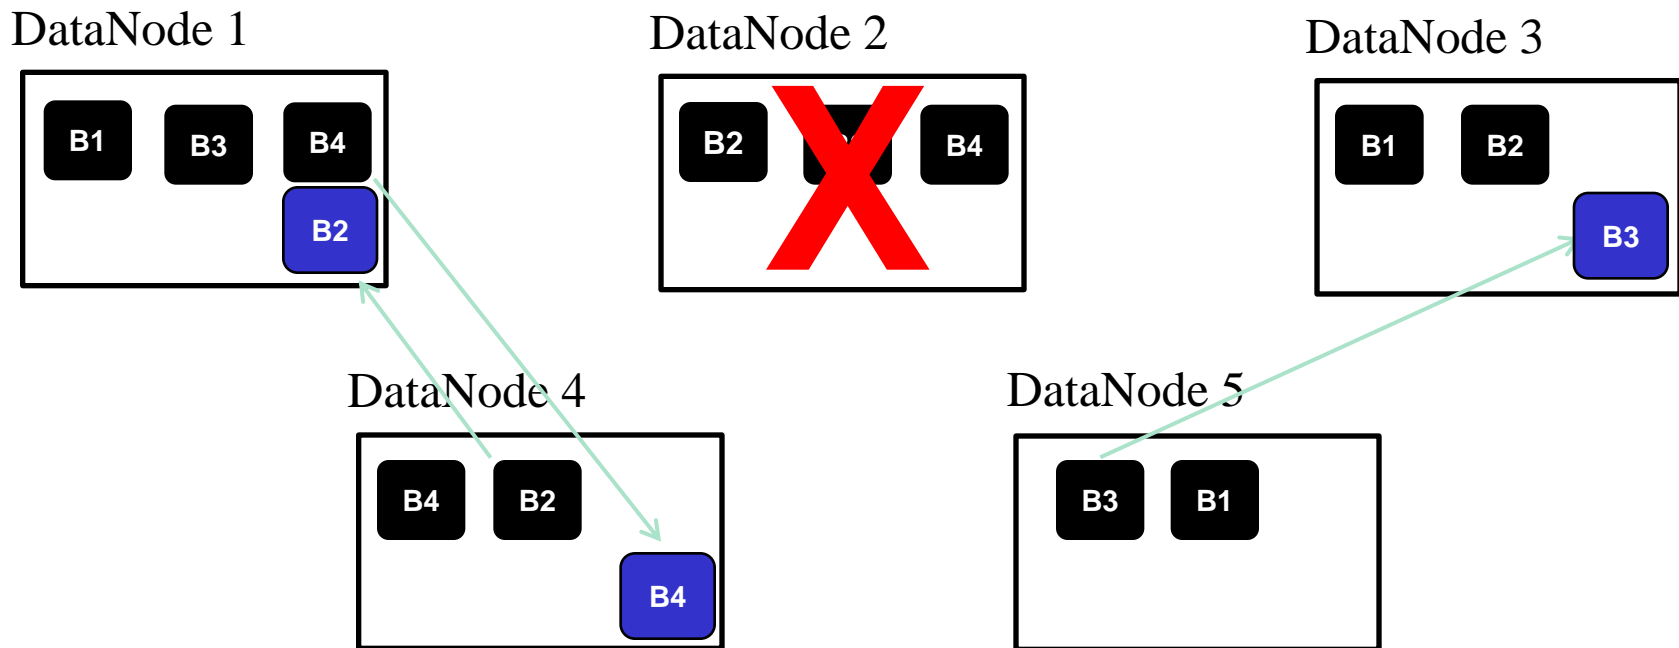 DataNode 1
DataNode 2
DataNode 3
B1
B3
B4
B2
B2
B4
B1
B2
B3
DataNode 4
DataNode 5
B4
B2
B4
B3
B1